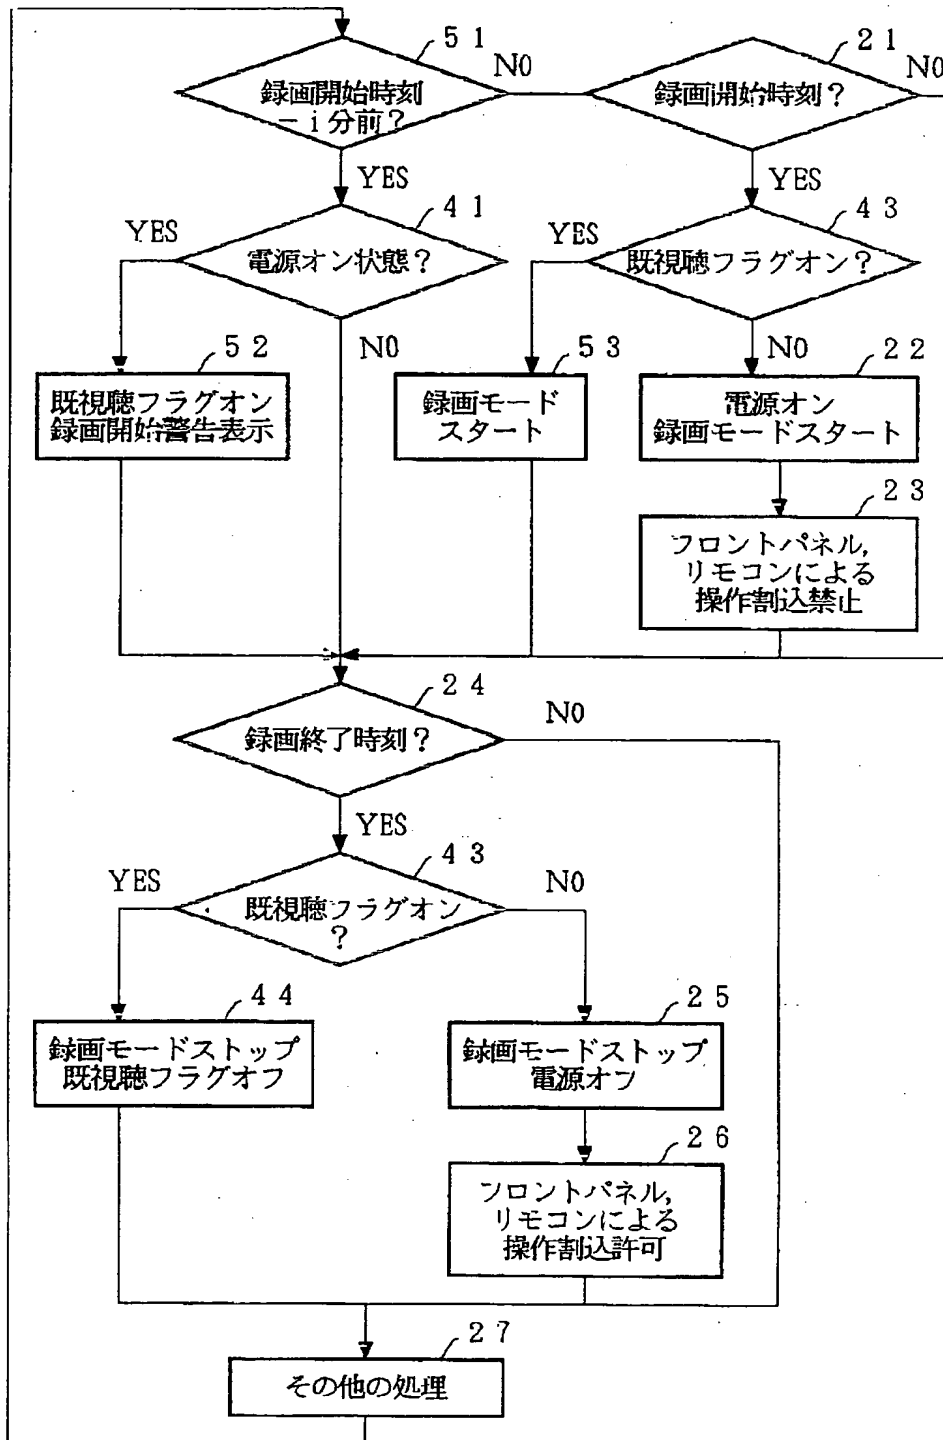 51
録画開始時刻
－ｉ分前？
NO
21
録画開始時刻？
NO
YES
YES
41
電源オン状態？
YES
NO
43
既視聴フラグオン？
YES
NO
52
既視聴フラグオン
録画開始警告表示
53
録画モード
スタート
22
電源オン
録画モードスタート
23
フロントパネル，
リモコンによる
操作割込禁止
24
録画終了時刻？
NO
YES
43
既視聴フラグオン
？
YES
NO
44
録画モードストップ
既視聴フラグオフ
25
録画モードストップ
電源オフ
26
フロントパネル，
リモコンによる
操作割込許可
27
その他の処理